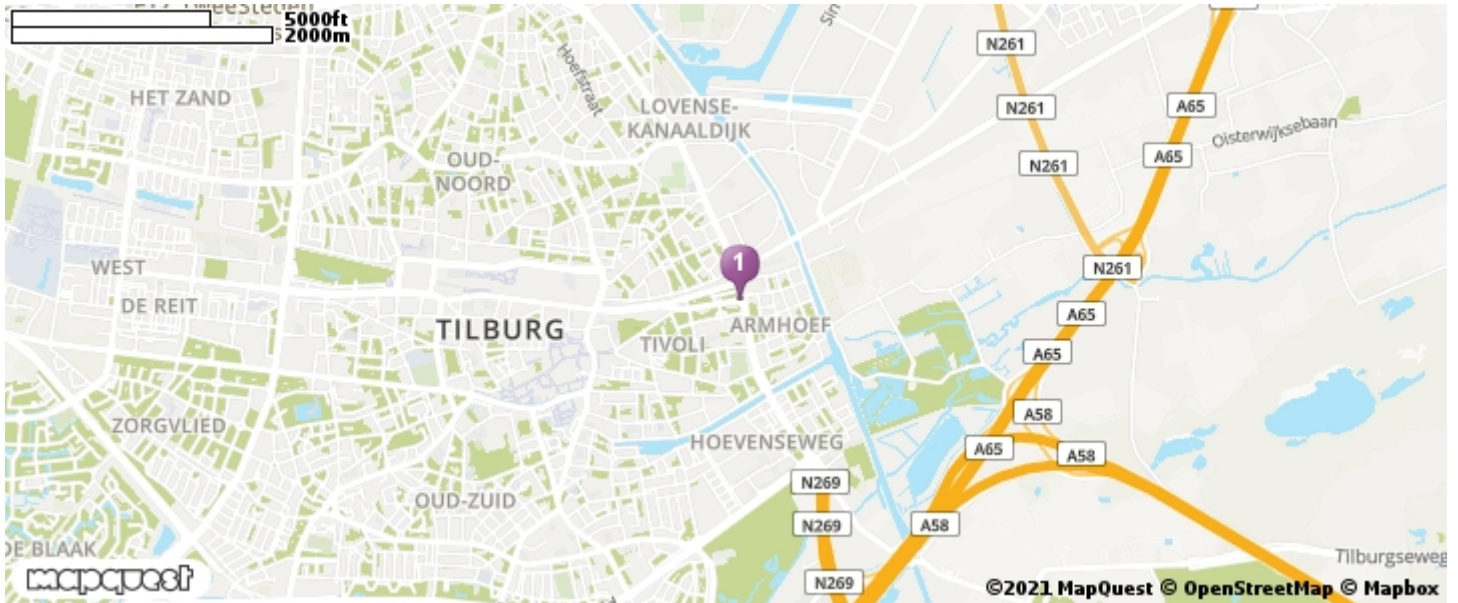 5000ft
2000m
HET ZAND
Hoefstraat
LOVENSE-
KANAALDIJK
OUD-
NOORD
N261
N261
N261
A65
A65
Oisterwijksebaan
WEST
DE REIT
1
N261
TILBURG
TIVOLI
ARMHOEF
A65
A65
ZORGVLIED
HOEVENSEWEG
A58
A65
A58
OUD-ZUID
N269
N269
A58
DE BLAAK
Tilburgseweg
N269
mapquest
©2021 MapQuest © OpenStreetMap © Mapbox